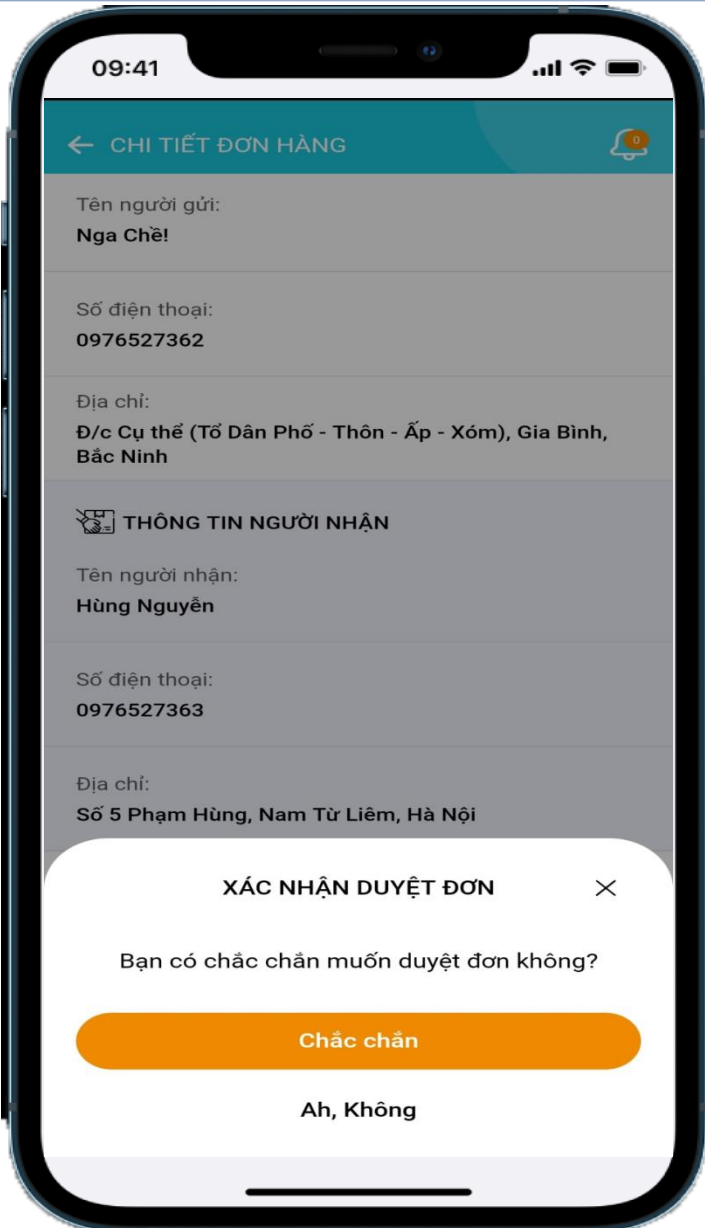 09:41
CHI TIẾT ĐƠN HÀNG
0
Tên người gửi:
Nga Chề!
Số điện thoại:
0976527362
Địa chỉ:
Đ/c Cụ thể (Tổ Dân Phố - Thôn - Ấp - Xóm), Gia Bình,
Bắc Ninh
THÔNG TIN NGƯỜI NHẬN
Tên người nhận:
Hùng Nguyễn
Số điện thoại:
0976527363
Địa chỉ:
Số 5 Phạm Hùng, Nam Từ Liêm, Hà Nội
XÁC NHẬN DUYỆT ĐƠN
Bạn có chắc chắn muốn duyệt đơn không?
Chắc chắn
Ah, Không